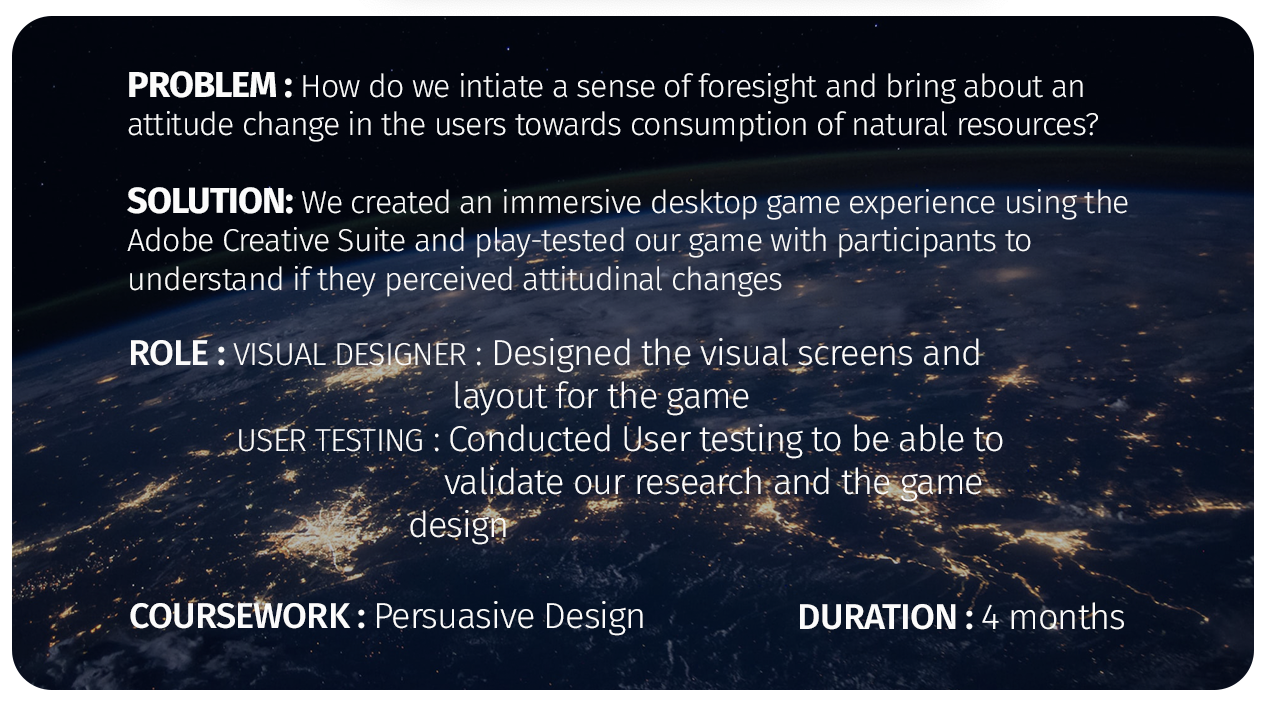 PROBLEM : How do we intiate a sense of foresight and bring about an
attitude change in the users towards consumption of natural resources?
SOLUTION: We created an immersive desktop game experience using the
Adobe Creative Suite and play-tested our game with participants to
understand if they perceived attitudinal changes
ROLE : VISUAL DESIGNER : Designed the visual screens and
layout for the game
USER TESTING : Conducted User testing to be able to
validate our research and the game
design
COURSEWORK : Persuasive Design DURATION : 4 months